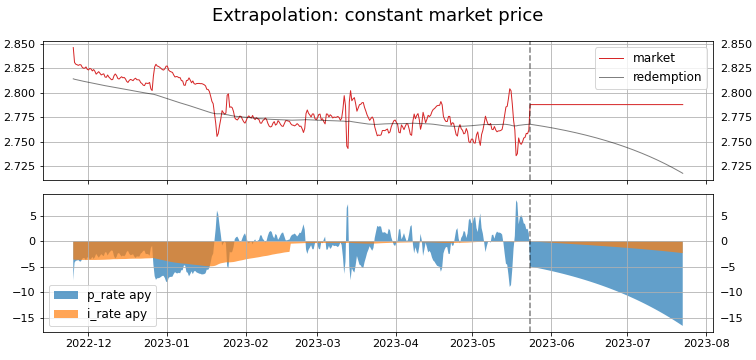 Extrapolation: constant market price
2.850 2.850
2.825 2.825
2.800 2.800
2.775 2.775
2.750 2.750
2.725 2.725
market
redemption
5 5
0 0
−5 −5
−10 −10
−15 −15
p_rate apy
i_rate apy
2022-12 2023-01 2023-02 2023-03 2023-04 2023-05 2023-06 2023-07 2023-08